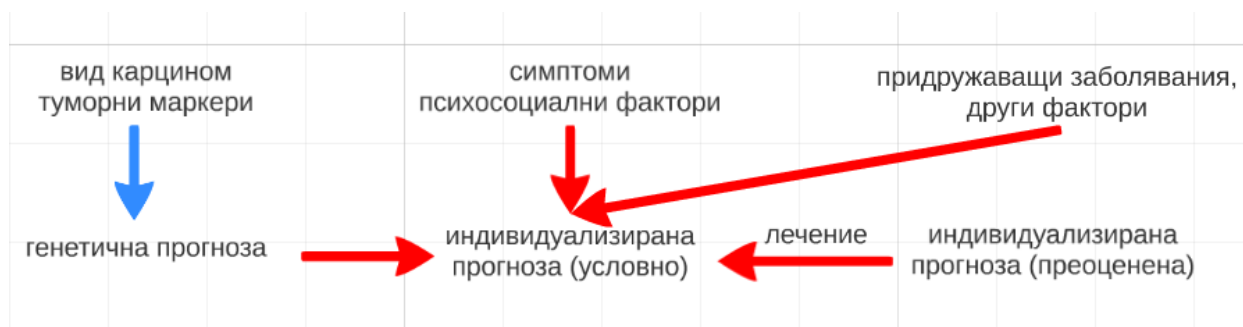 вид карцином
туморни маркери
симптоми
психосоциални фактори
придружаващи заболявания,
други фактори
генетична прогноза
индивидуализирана
прогноза (условно)
лечение
индивидуализирана
прогноза (преоценена)